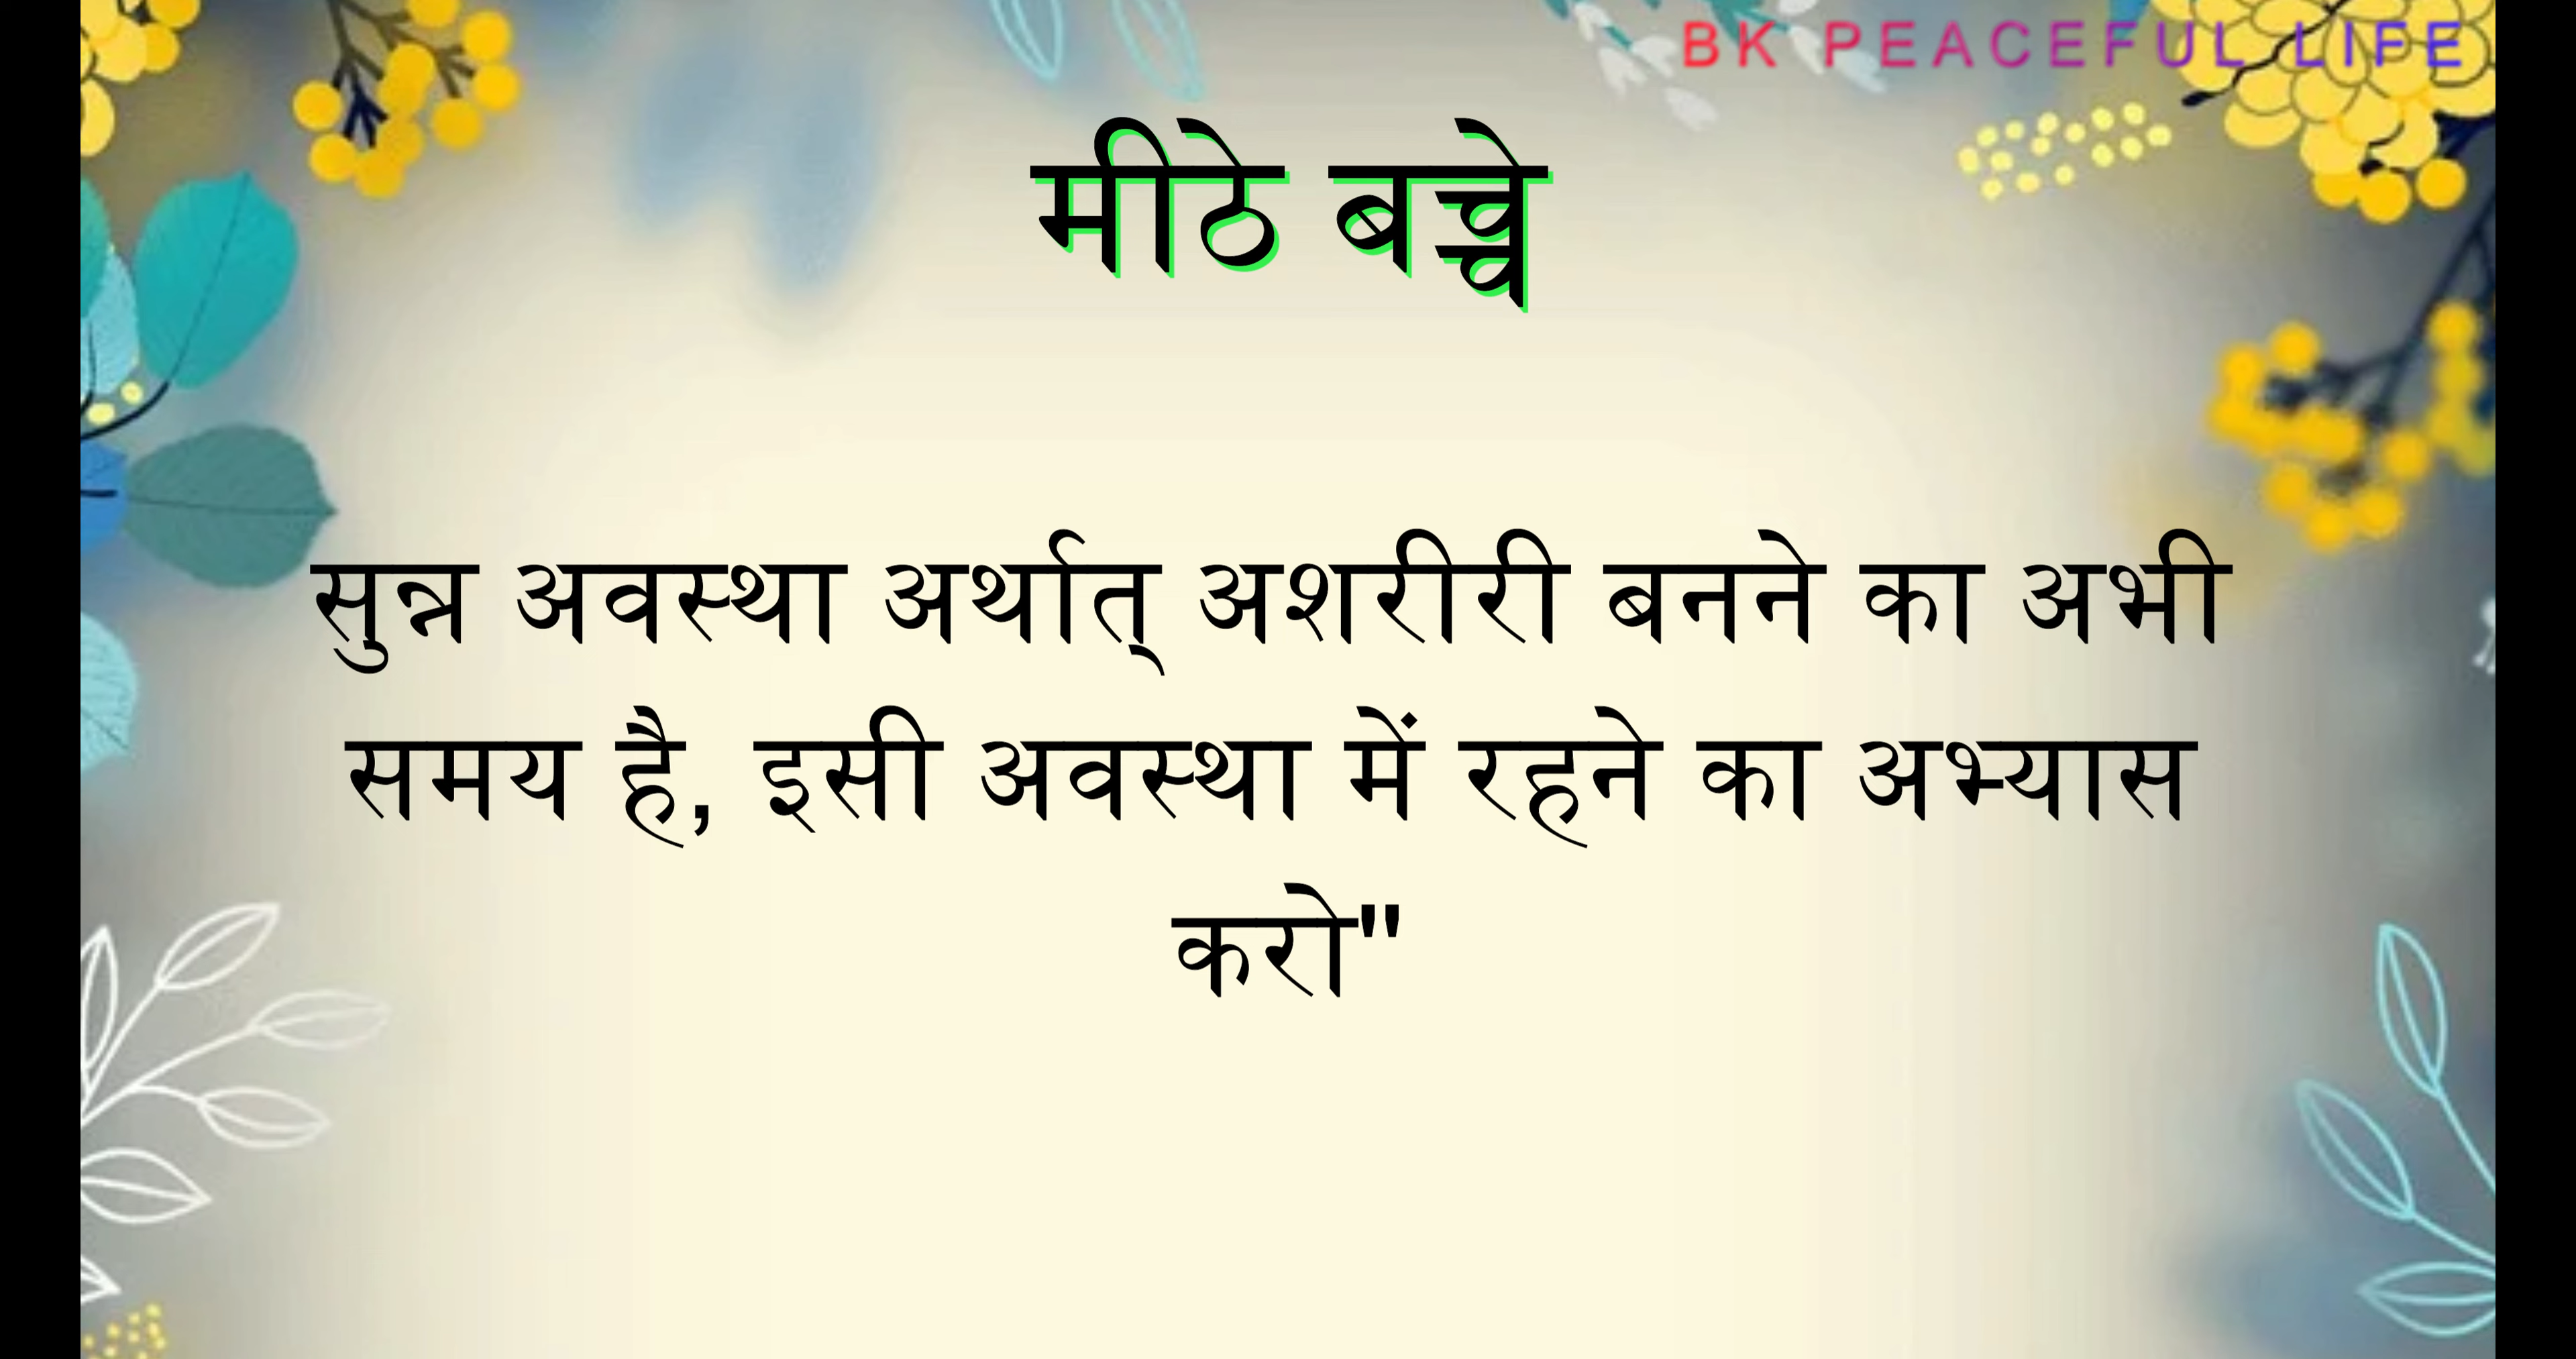 BK PEACEFUL LIFE
मीठे बच्चे
सुन्न अवस्था अर्थात् अशरीरी बनने का अभी
समय है, इसी अवस्था में रहने का अभ्यास
करो"